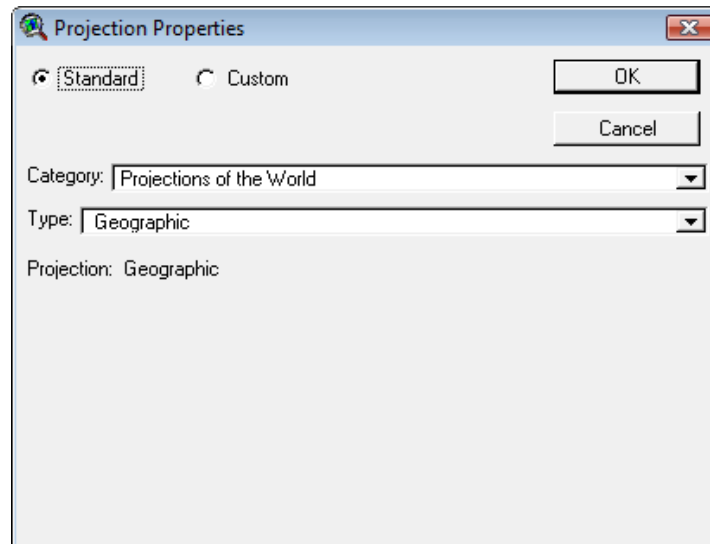 Projection Properties
Standard Custom OK
Cancel
Category: Projections of the World
Type: Geographic
Projection: Geographic